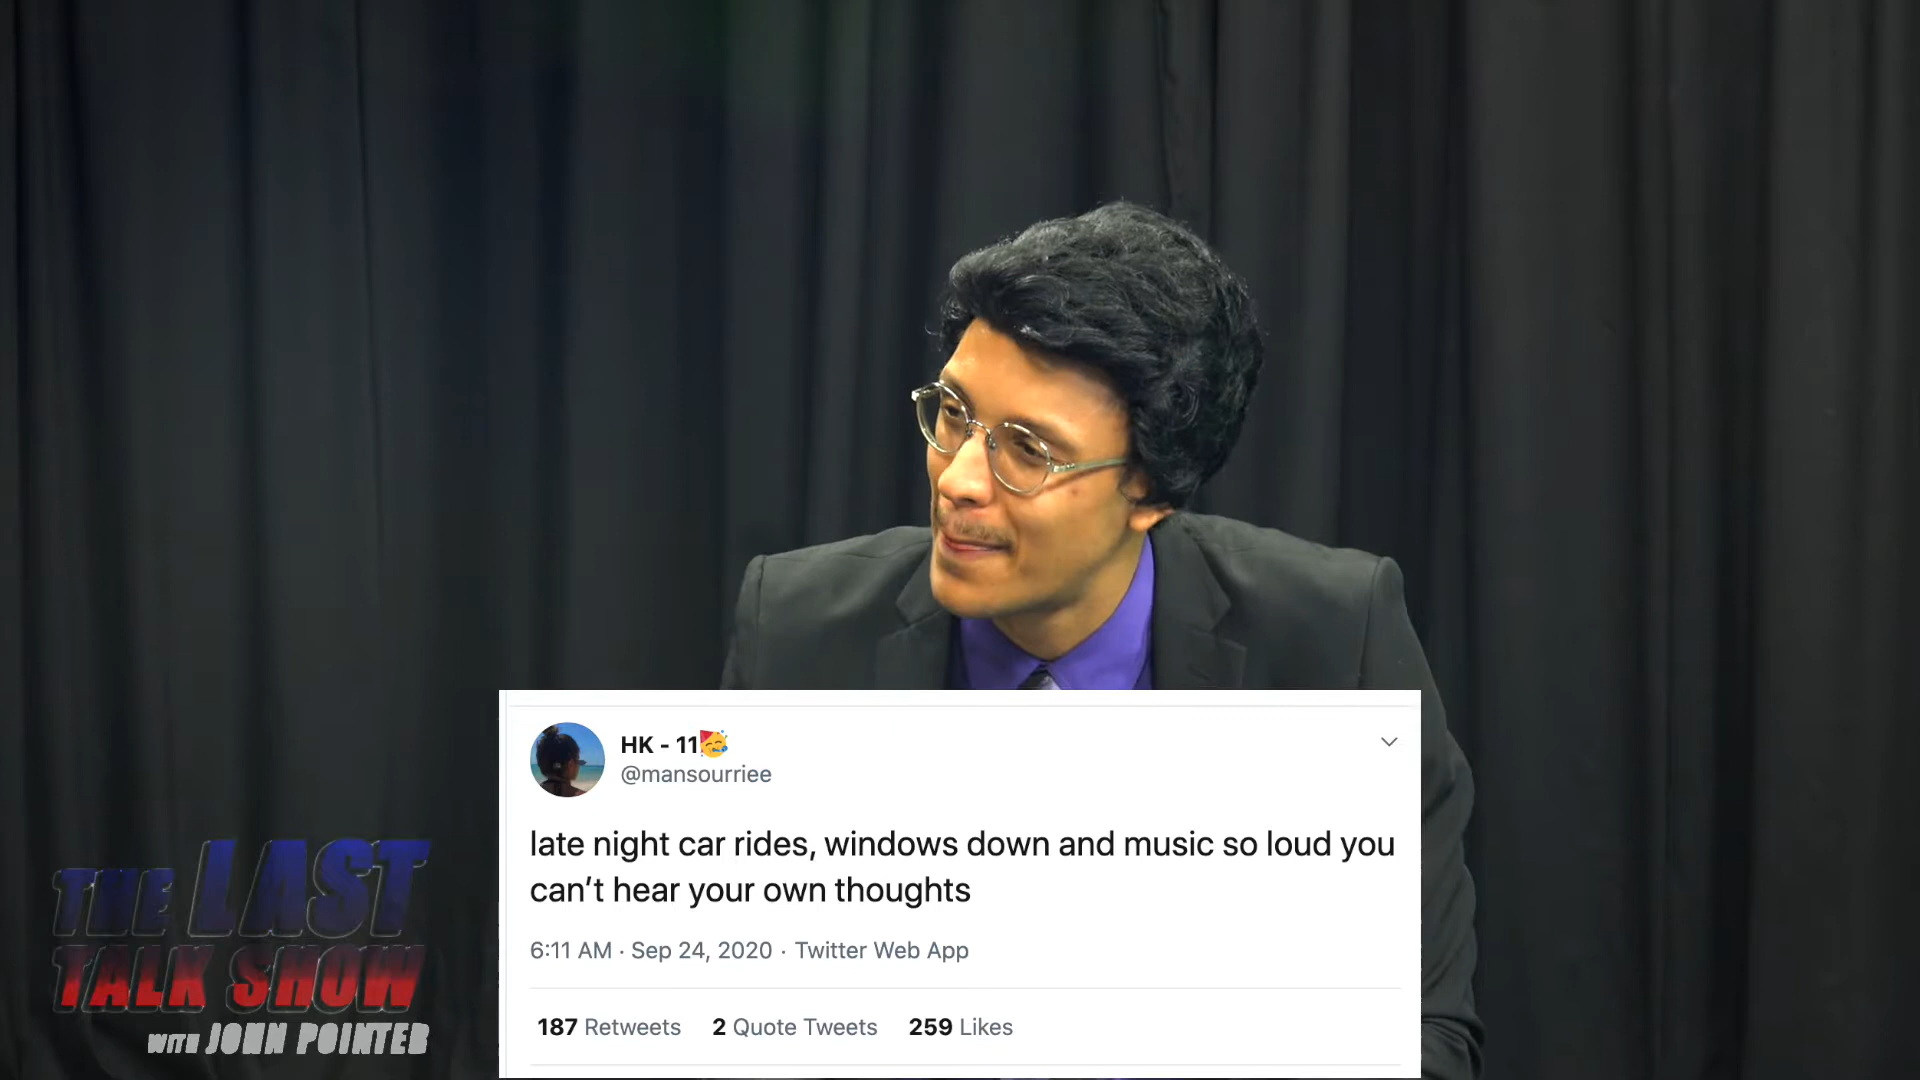 HK - 11🥳
@mansourriee
late night car rides, windows down and music so loud you
can't hear your own thoughts
6:11 AM · Sep 24, 2020 · Twitter Web App
187 Retweets 2 Quote Tweets 259 Likes
THE LAST
TALK SHOW
WITH JOHN POINTER